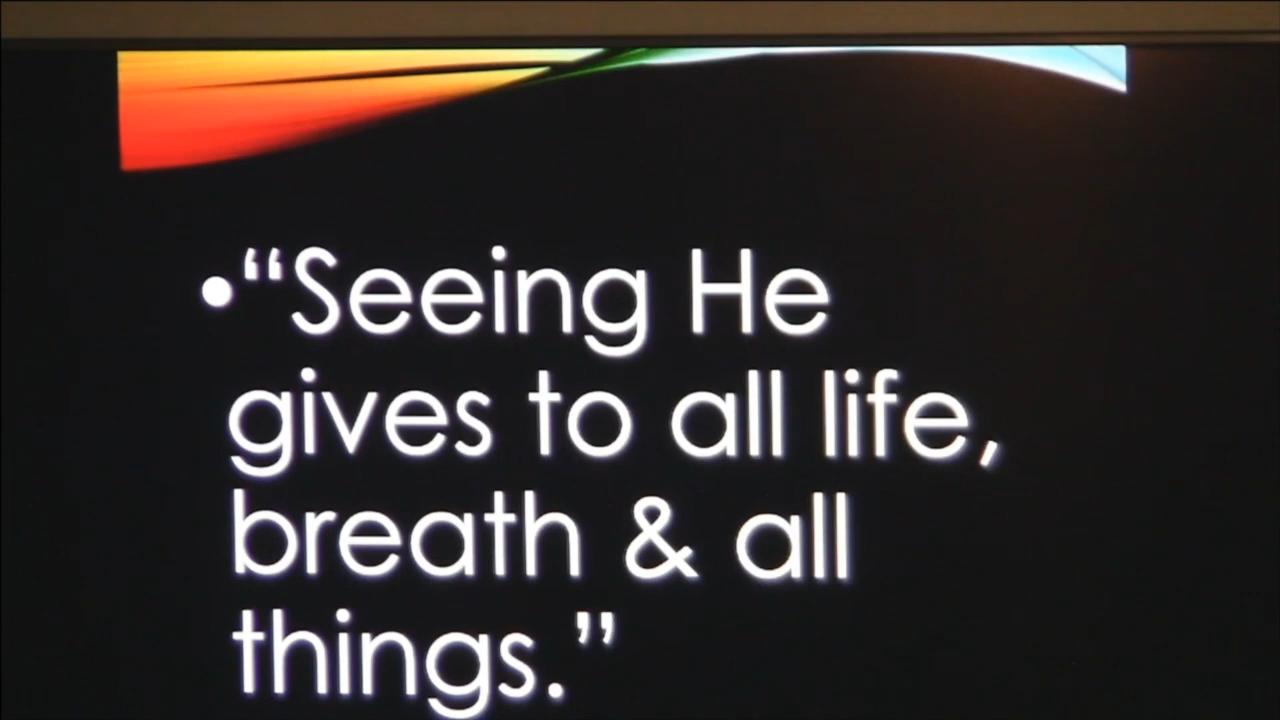 •“Seeing He
gives to all life,
breath & all
things.”